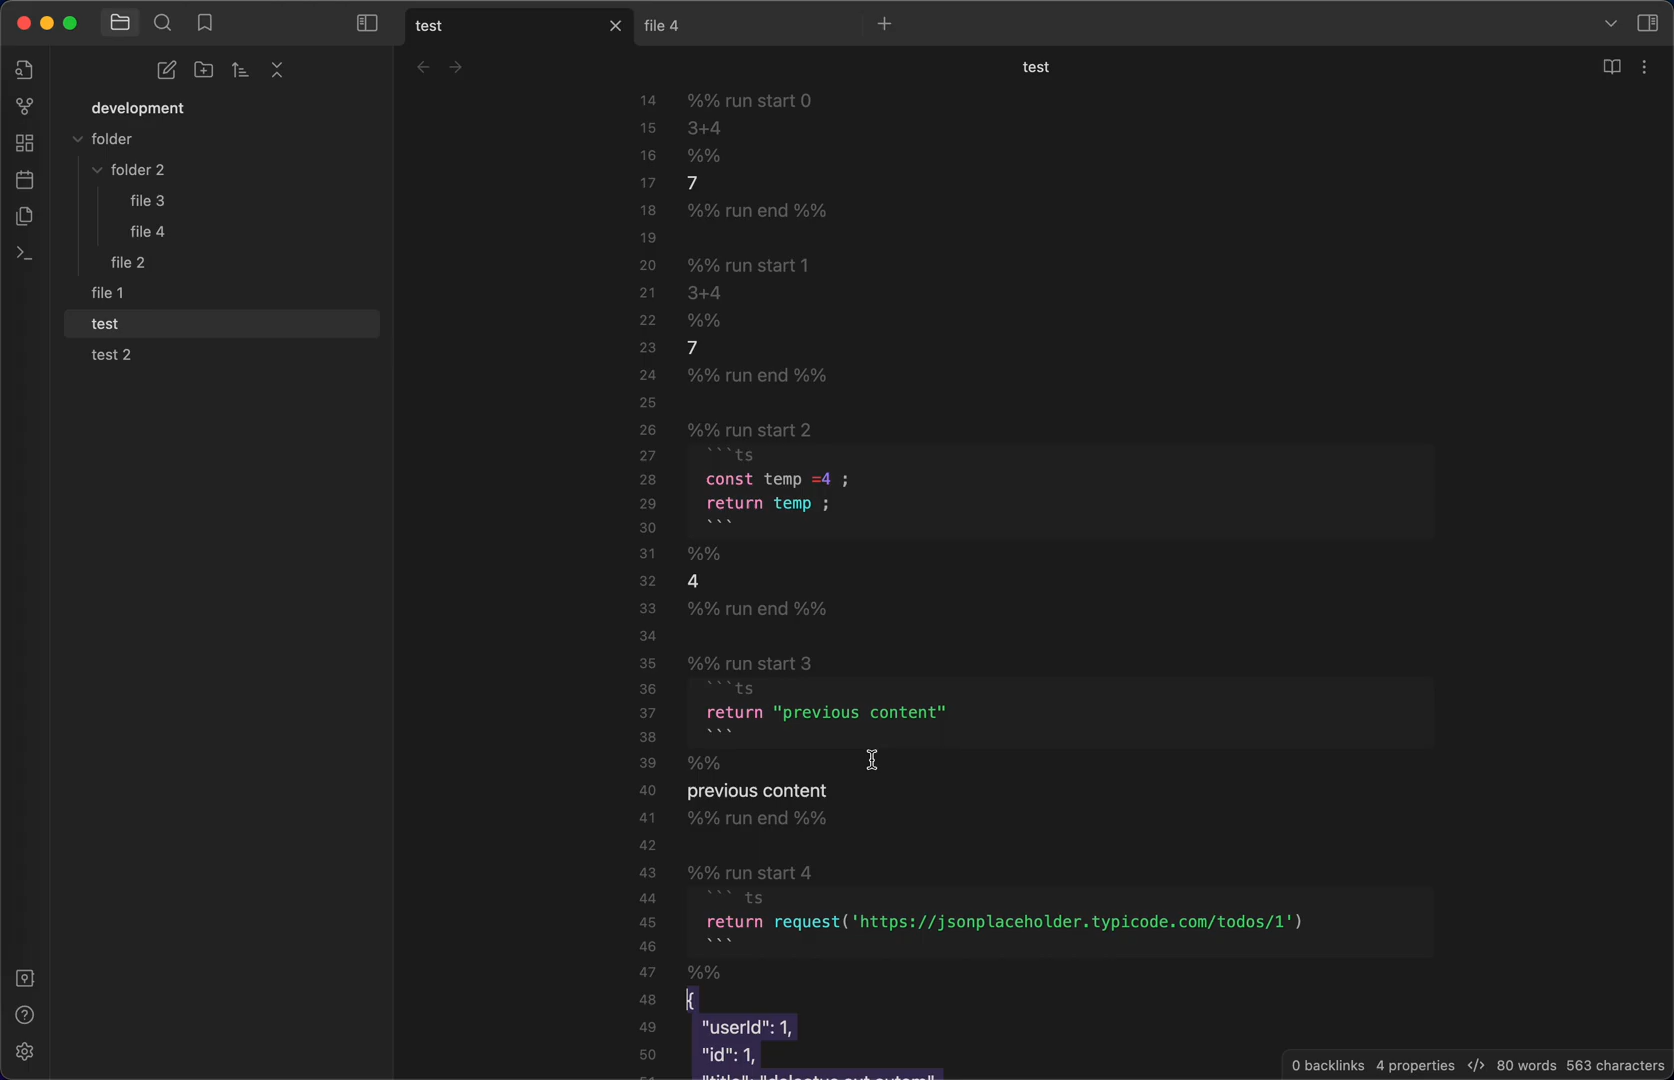 test
file 4
development
folder
folder 2
file 3
file 4
file 2
file 1
test
test 2
test
14 %% run start 0
15 3+4
16 %%
17 7
18 %% run end %%
19
20 %% run start 1
21 3+4
22 %%
23 7
24 %% run end %%
25
26 %% run start 2
27 ```ts
28 const temp =4 ;
29 return temp ;
30 ```
31 %%
32 4
33 %% run end %%
34
35 %% run start 3
36 ```ts
37 return "previous content"
38 ```
39 %%
40 previous content
41 %% run end %%
42
43 %% run start 4
44 ``` ts
45 return request('https://jsonplaceholder.typicode.com/todos/1')
46 ```
47 %%
48 {
49 "userId": 1,
50 "id": 1,
"title": "delectus aut autem"
0 backlinks 4 properties </> 80 words 563 characters